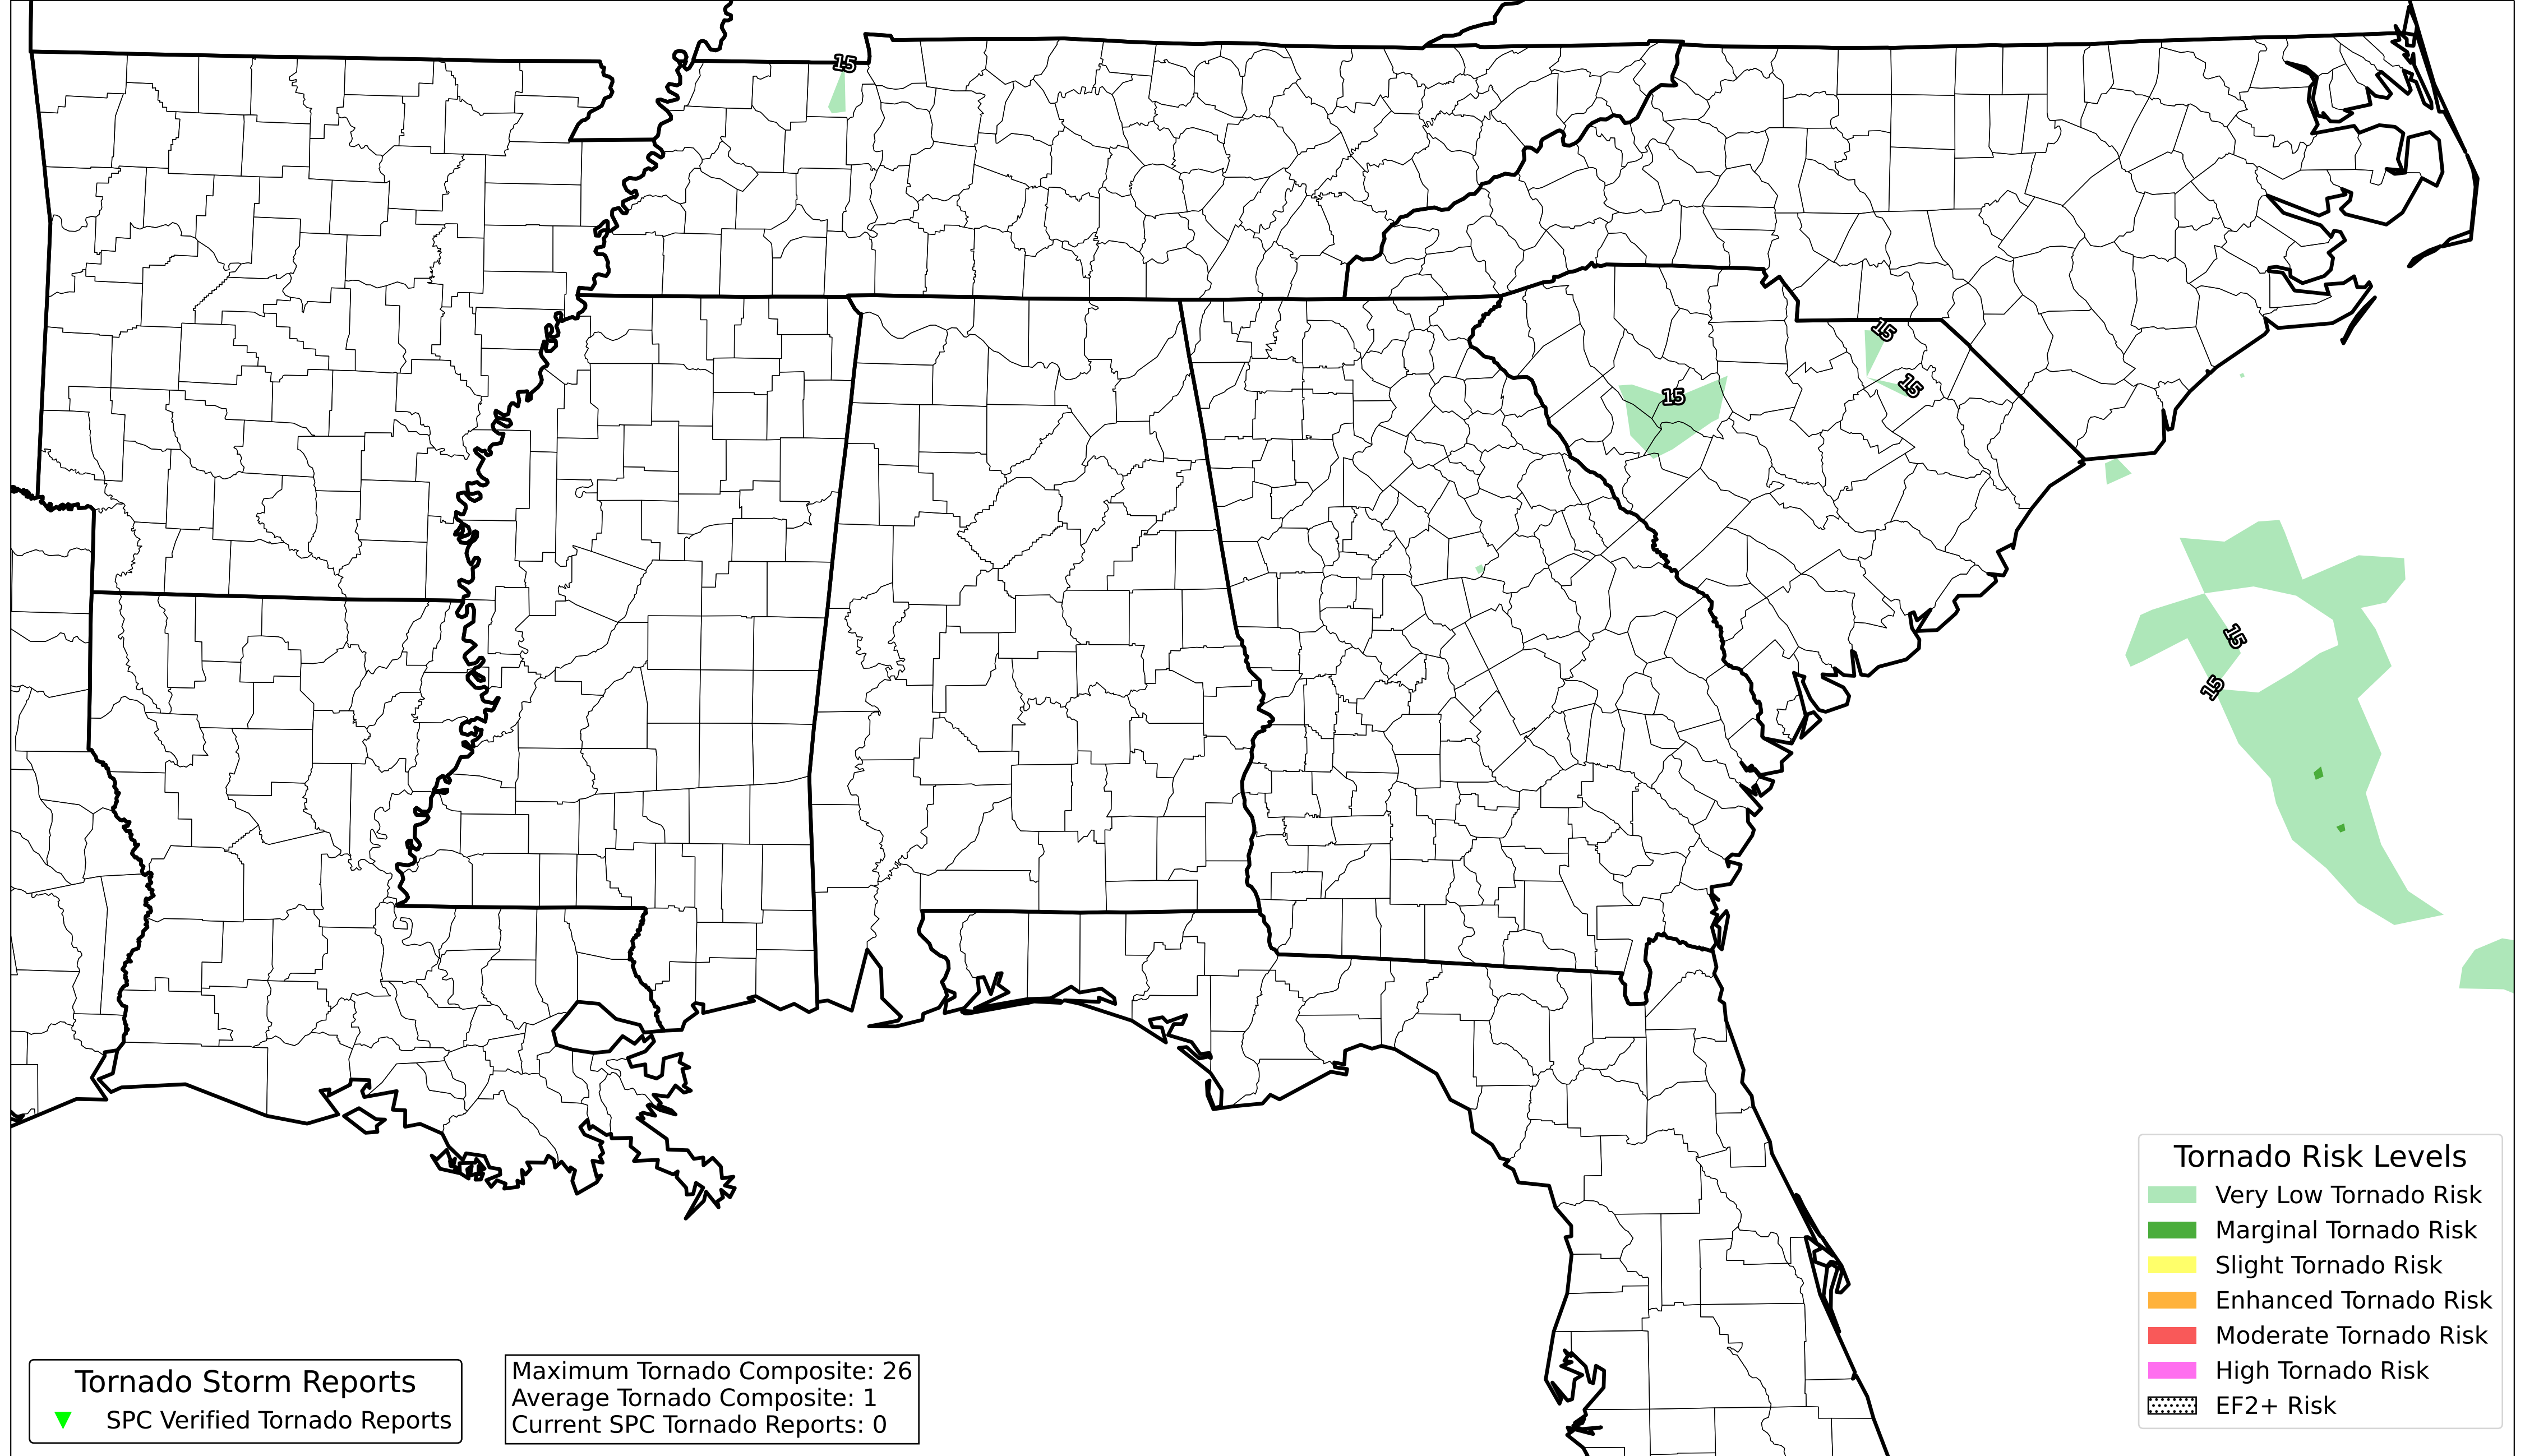 15
15
15
15
15
15
Tornado Risk Levels
Very Low Tornado Risk
Marginal Tornado Risk
Slight Tornado Risk
Enhanced Tornado Risk
Moderate Tornado Risk
High Tornado Risk
EF2+ Risk
Tornado Storm Reports
SPC Verified Tornado Reports
Maximum Tornado Composite: 26
Average Tornado Composite: 1
Current SPC Tornado Reports: 0